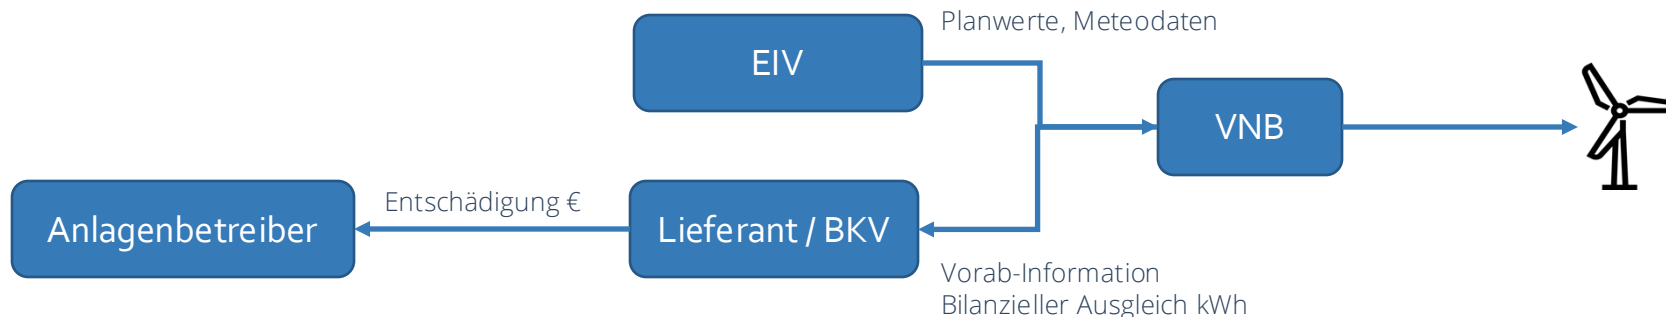 Planwerte, Meteodaten
EIV
VNB
Entschädigung €
Anlagenbetreiber
Lieferant / BKV
Vorab-Information
Bilanzieller Ausgleich kWh